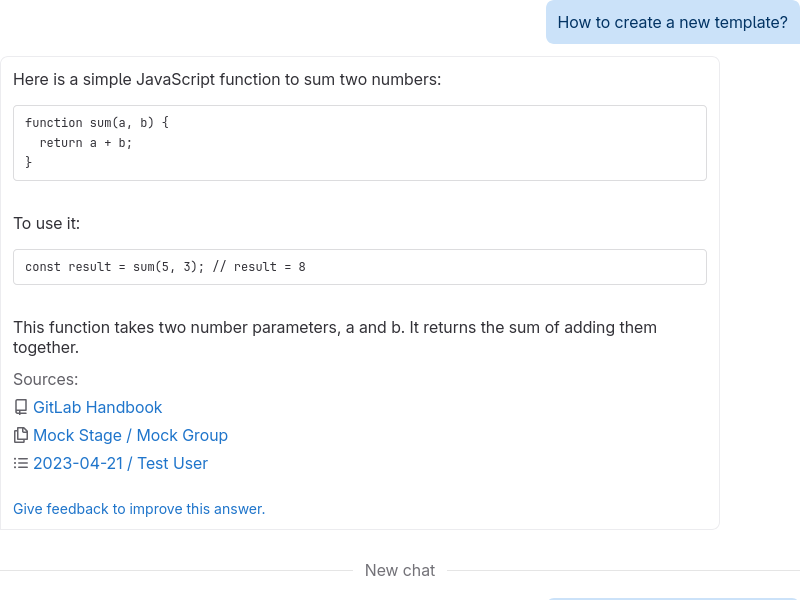 How to create a new template?
Here is a simple JavaScript function to sum two numbers:
function sum(a, b) {
  return a + b;
}
To use it:
const result = sum(5, 3); // result = 8
This function takes two number parameters, a and b. It returns the sum of adding them
together.
Sources:
GitLab Handbook
Mock Stage / Mock Group
2023-04-21 / Test User
Give feedback to improve this answer.
New chat